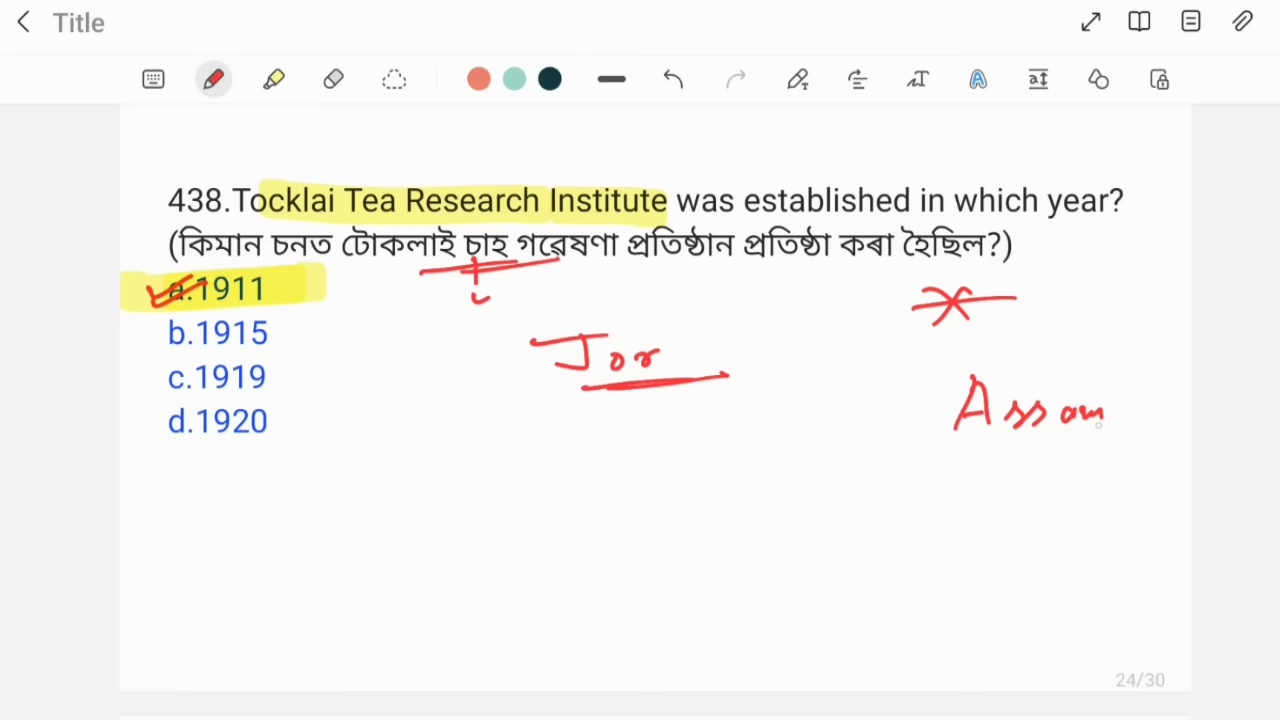 Title
438.Tocklai Tea Research Institute was established in which year?
(কিমান চনত টোকলাই চাহ গৱেষণা প্ৰতিষ্ঠান প্ৰতিষ্ঠা কৰা হৈছিল?)
a.1911
b.1915
c.1919
d.1920
Jor
Assam
24/30